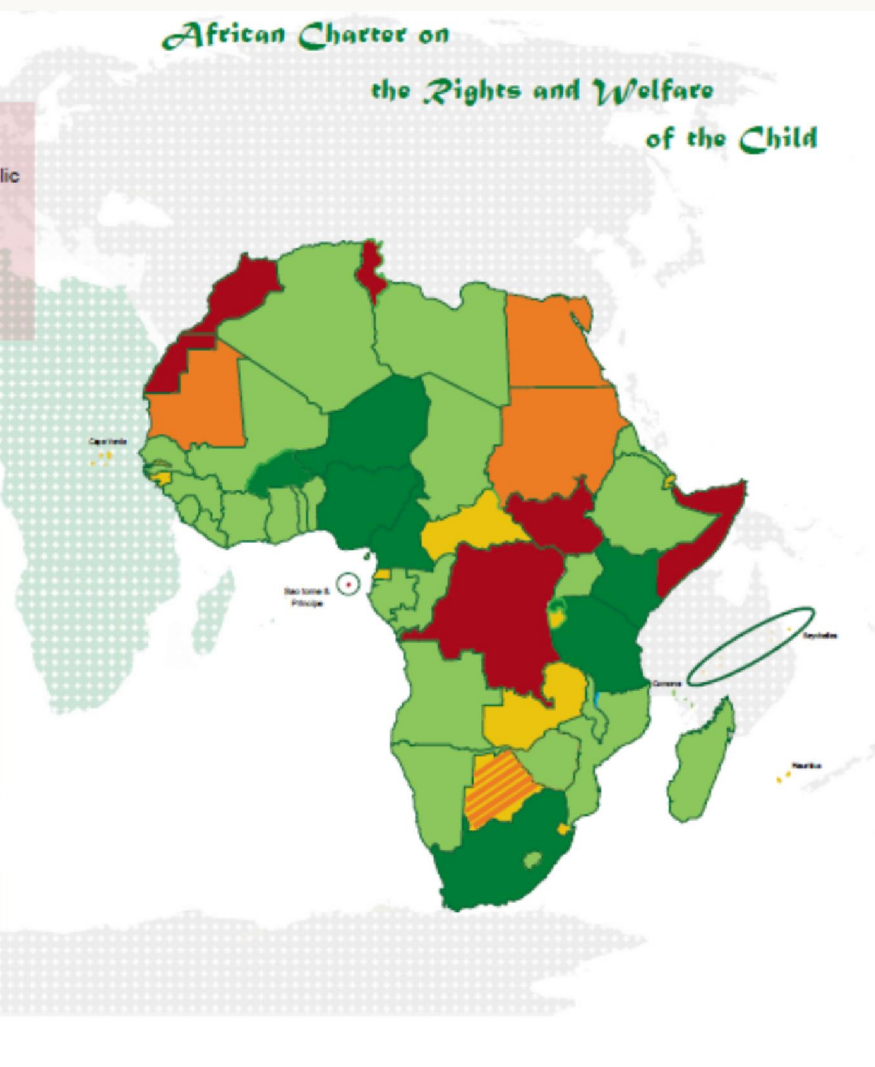 African Charter on
the Rights and Welfare
of the Child
lic
Cape Verde
Sao tome &
Principe
Seychelles
Comoros
Mauritius